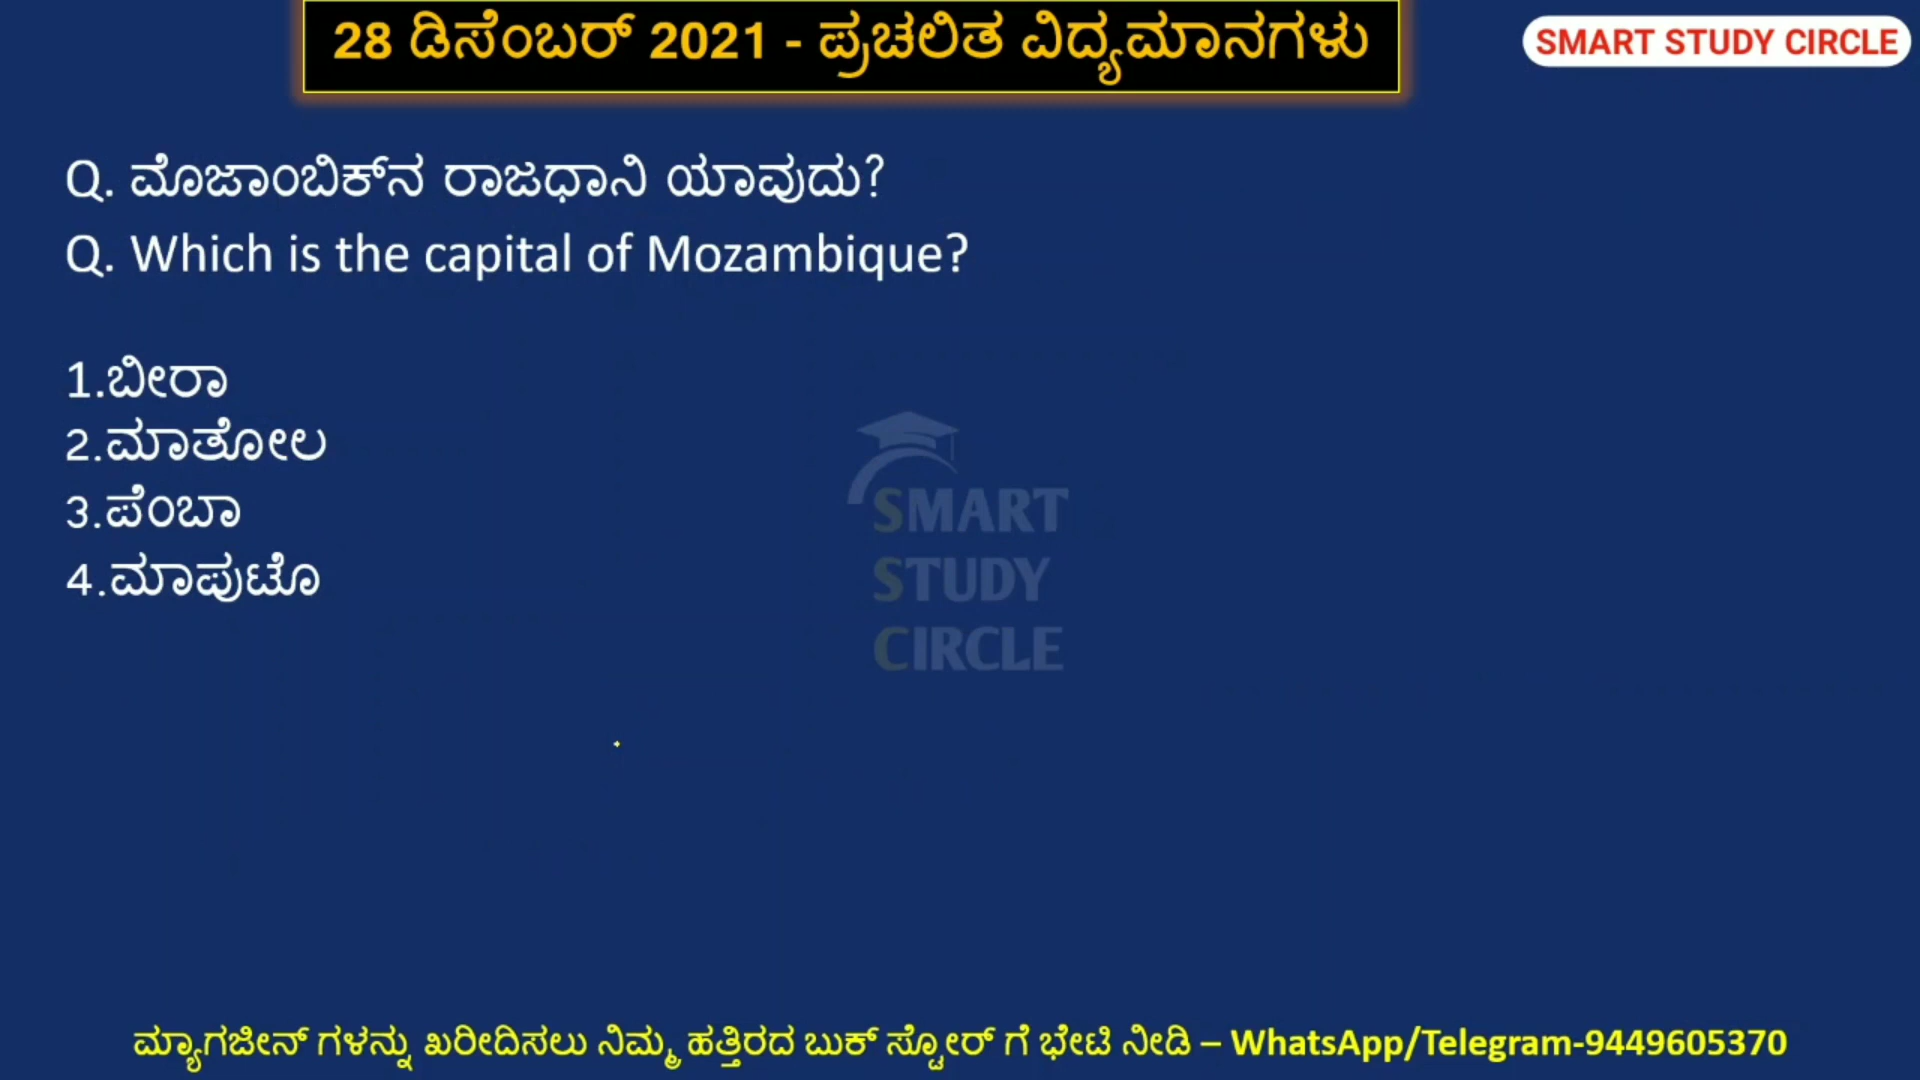 28 ಡಿಸೆಂಬರ್ 2021 - ಪ್ರಚಲಿತ ವಿದ್ಯಮಾನಗಳು
SMART STUDY CIRCLE
Q. ಮೊಜಾಂಬಿಕ್‌ನ ರಾಜಧಾನಿ ಯಾವುದು?
Q. Which is the capital of Mozambique?
1.ಬೀರಾ
2.ಮಾತೋಲ
3.ಪೆಂಬಾ
4.ಮಾಪುಟೊ
SMART
STUDY
CIRCLE
ಮ್ಯಾಗಜೀನ್ ಗಳನ್ನು ಖರೀದಿಸಲು ನಿಮ್ಮ ಹತ್ತಿರದ ಬುಕ್ ಸ್ಟೋರ್ ಗೆ ಭೇಟಿ ನೀಡಿ – WhatsApp/Telegram-9449605370